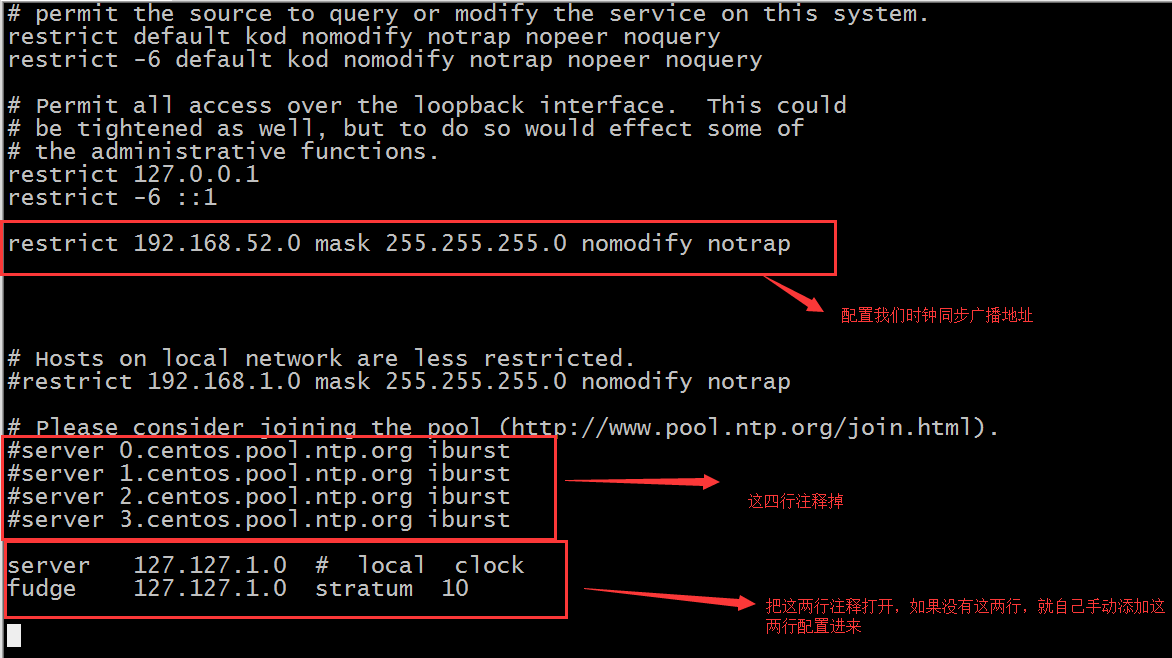 # permit the source to query or modify the service on this system.
restrict default kod nomodify notrap nopeer noquery
restrict -6 default kod nomodify notrap nopeer noquery
# Permit all access over the loopback interface.  This could
# be tightened as well, but to do so would effect some of
# the administrative functions.
restrict 127.0.0.1
restrict -6 ::1
restrict 192.168.52.0 mask 255.255.255.0 nomodify notrap
配置我们时钟同步广播地址
# Hosts on local network are less restricted.
#restrict 192.168.1.0 mask 255.255.255.0 nomodify notrap
# Please consider joining the pool (http://www.pool.ntp.org/join.html).
#server 0.centos.pool.ntp.org iburst
#server 1.centos.pool.ntp.org iburst
#server 2.centos.pool.ntp.org iburst
#server 3.centos.pool.ntp.org iburst
这四行注释掉
server   127.127.1.0  #  local  clock
fudge    127.127.1.0  stratum  10
把这两行注释打开，如果没有这两行，就自己手动添加这
两行配置进来